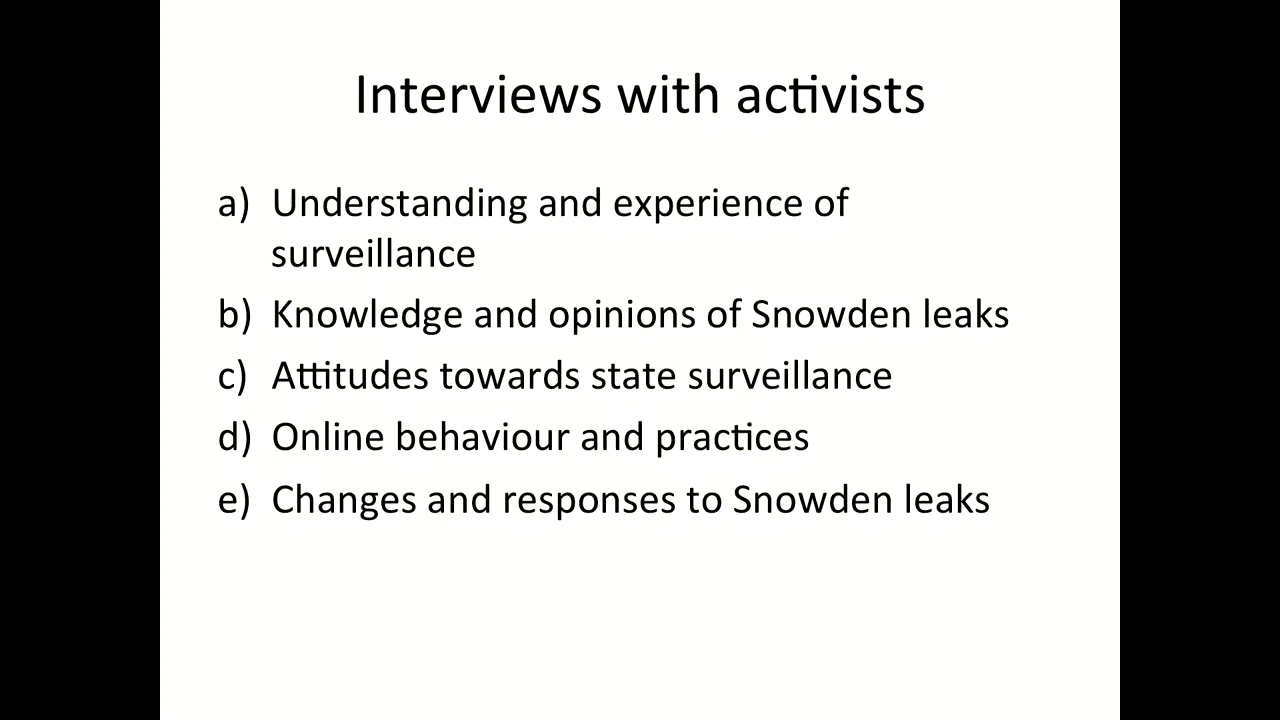 Interviews with activists
a) Understanding and experience of
surveillance
b) Knowledge and opinions of Snowden leaks
c) Attitudes towards state surveillance
d) Online behaviour and practices
e) Changes and responses to Snowden leaks